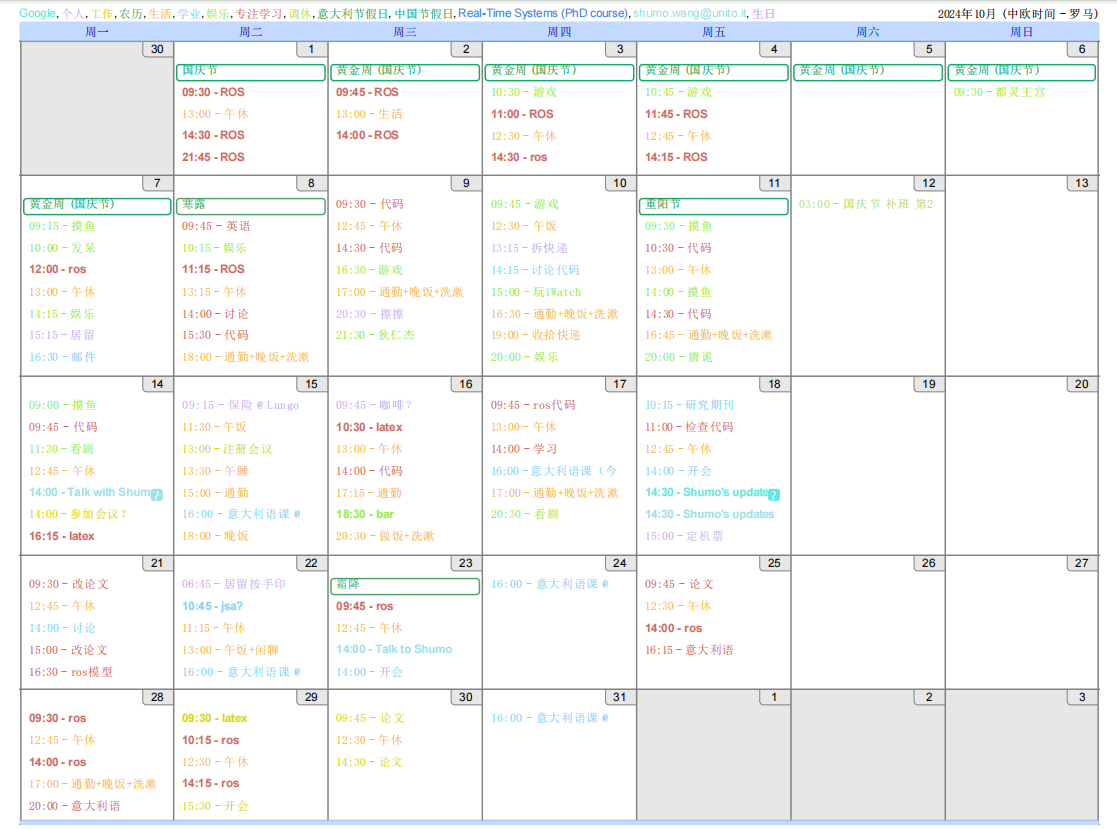 Google, 个人, 工作, 农历, 生活, 学业, 娱乐, 专注学习, 调休, 意大利节假日, 中国节假日, Real-Time Systems (PhD course), shumo.wang@unito.it, 生日
2024年10月 (中欧时间 - 罗马)
周一 周二 周三 周四 周五 周六 周日
30
1
国庆节
09:30 - ROS
13:00 - 午休
14:30 - ROS
21:45 - ROS
2
黄金周 (国庆节)
09:45 - ROS
13:00 - 生活
14:00 - ROS
3
黄金周 (国庆节)
10:30 - 游戏
11:00 - ROS
12:30 - 午休
14:30 - ros
4
黄金周 (国庆节)
10:45 - 游戏
11:45 - ROS
12:45 - 午休
14:15 - ROS
5
黄金周 (国庆节)
6
黄金周 (国庆节)
09:30 - 都灵王宫
7
黄金周 (国庆节)
09:15 - 摸鱼
10:00 - 发呆
12:00 - ros
13:00 - 午休
14:15 - 娱乐
15:15 - 居留
16:30 - 邮件
8
寒露
09:45 - 英语
10:15 - 娱乐
11:15 - ROS
13:15 - 午休
14:00 - 讨论
15:30 - 代码
18:00 - 通勤+晚饭+洗漱
9
09:30 - 代码
12:45 - 午休
14:30 - 代码
16:30 - 游戏
17:00 - 通勤+晚饭+洗漱
20:30 - 擦擦
21:30 - 狄仁杰
10
09:45 - 游戏
12:30 - 午饭
13:15 - 拆快递
14:15 - 讨论代码
15:00 - 玩iWatch
16:30 - 通勤+晚饭+洗漱
19:00 - 收拾快递
20:00 - 娱乐
11
重阳节
09:30 - 摸鱼
10:30 - 代码
13:00 - 午休
14:00 - 摸鱼
14:30 - 代码
16:45 - 通勤+晚饭+洗漱
20:00 - 唐诡
12
03:00 - 国庆节 补班 第2
13
14
09:00 - 摸鱼
09:45 - 代码
11:30 - 看剧
12:45 - 午休
14:00 - Talk with Shumo ?
14:00 - 参加会议?
16:15 - latex
15
09:15 - 保险 @ Lungo
11:30 - 午饭
13:00 - 注册会议
13:30 - 午睡
15:00 - 通勤
16:00 - 意大利语课 @
18:00 - 晚饭
16
09:45 - 咖啡?
10:30 - latex
13:00 - 午休
14:00 - 代码
17:15 - 通勤
18:30 - bar
20:30 - 做饭+洗漱
17
09:45 - ros代码
13:00 - 午休
14:00 - 学习
16:00 - 意大利语课 (今
17:00 - 通勤+晚饭+洗漱
20:30 - 看剧
18
10:15 - 研究期刊
11:00 - 检查代码
12:45 - 午休
14:00 - 开会
14:30 - Shumo's update ?
14:30 - Shumo's updates
15:00 - 定机票
19
20
21
09:30 - 改论文
12:45 - 午休
14:00 - 讨论
15:00 - 改论文
16:30 - ros模型
22
06:45 - 居留按手印
10:45 - jsa?
11:15 - 午休
13:00 - 午饭+闲聊
16:00 - 意大利语课 @
23
霜降
09:45 - ros
12:45 - 午休
14:00 - Talk to Shumo
14:00 - 开会
24
16:00 - 意大利语课 @
25
09:45 - 论文
12:30 - 午休
14:00 - ros
16:15 - 意大利语
26
27
28
09:30 - ros
12:45 - 午休
14:00 - ros
17:00 - 通勤+晚饭+洗漱
20:00 - 意大利语
29
09:30 - latex
10:15 - ros
12:30 - 午休
14:15 - ros
15:30 - 开会
30
09:45 - 论文
12:30 - 午休
14:30 - 论文
31
16:00 - 意大利语课 @
1
2
3